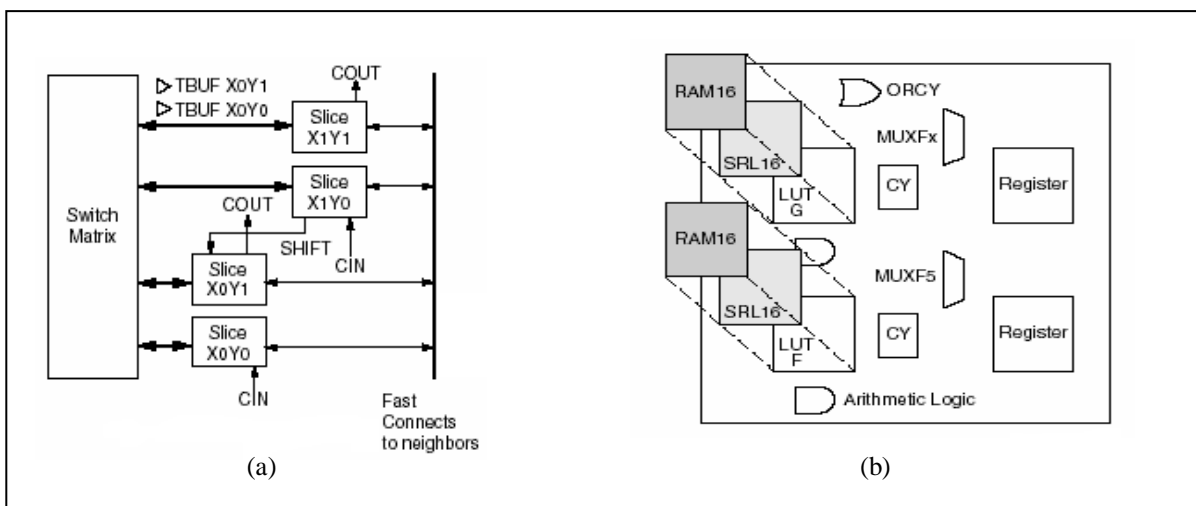 TBUF X0Y1
TBUF X0Y0
COUT
Slice
X1Y1
Slice
X1Y0
COUT
Switch
Matrix
SHIFT
CIN
Slice
X0Y1
Slice
X0Y0
CIN
Fast
Connects
to neighbors
(a)
RAM16
ORCY
MUXFx
SRL16
LUT
G
CY
Register
RAM16
MUXF5
SRL16
LUT
F
CY
Register
Arithmetic Logic
(b)